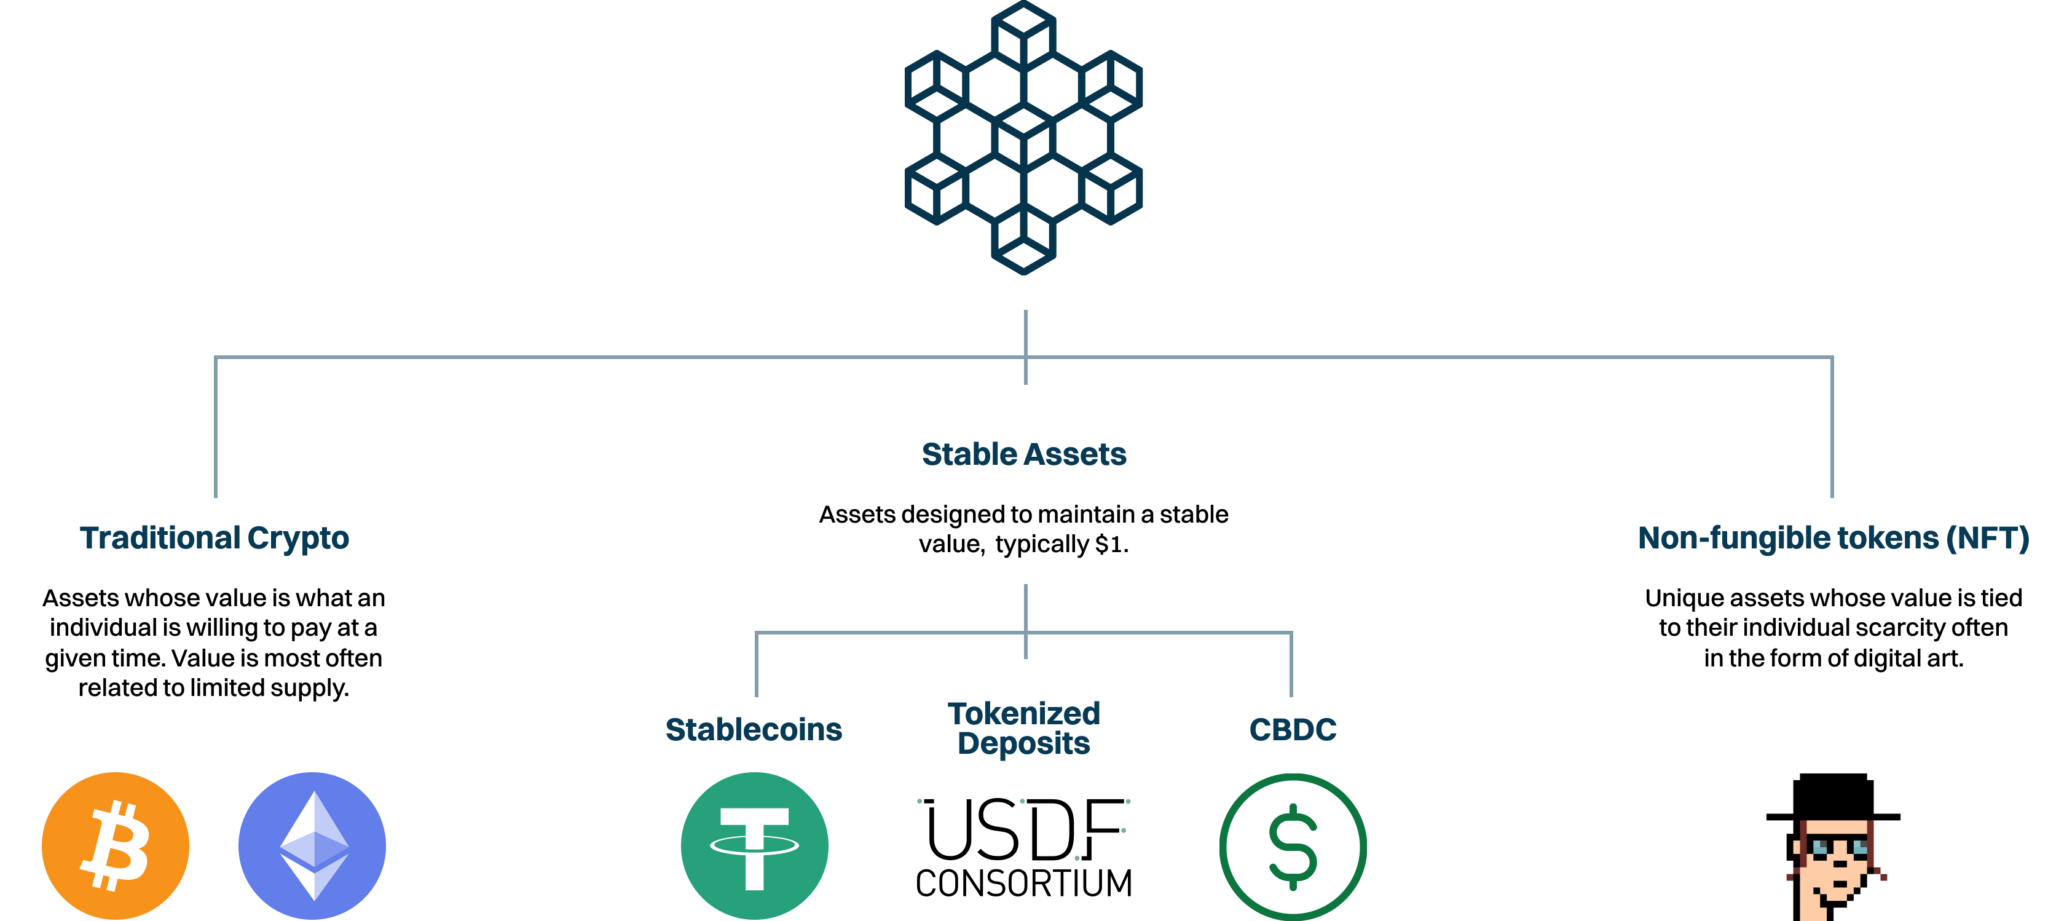 Stable Assets
Assets designed to maintain a stable
value, typically $1.
Traditional Crypto
Assets whose value is what an
individual is willing to pay at a
given time. Value is most often
related to limited supply.
Non-fungible tokens (NFT)
Unique assets whose value is tied
to their individual scarcity often
in the form of digital art.
Stablecoins
Tokenized
Deposits
USDF
CONSORTIUM
CBDC
$